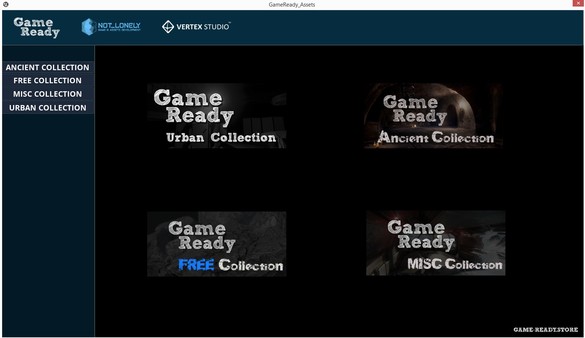 GameReady_Assets
Game
Ready
NOT_LONELY
VERTEX STUDIO™
ANCIENT COLLECTION
FREE COLLECTION
MISC COLLECTION
URBAN COLLECTION
Game
Ready
Urban Collection
Game
Ready
Ancient Collection
Game
Ready
FREE Collection
Game
Ready
MISC Collection
GAME-READY.STORE